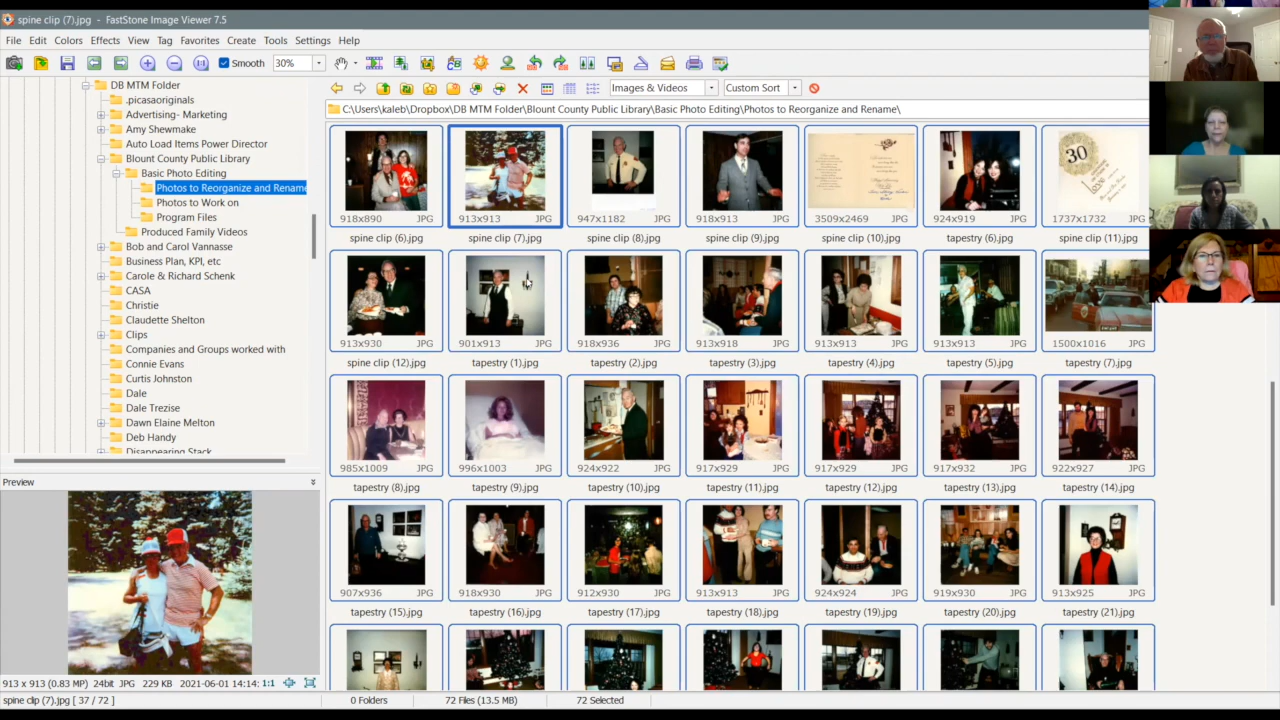 spine clip (7).jpg - FastStone Image Viewer 7.5
File Edit Colors Effects View Tag Favorites Create Tools Settings Help
Smooth 30%
Images & Videos Custom Sort
C:\Users\kaleb\Dropbox\DB MTM Folder\Blount County Public Library\Basic Photo Editing\Photos to Reorganize and Rename\
DB MTM Folder
.picasaoriginals
Advertising- Marketing
Amy Shewmake
Auto Load Items Power Director
Blount County Public Library
Basic Photo Editing
Photos to Reorganize and Rename
Photos to Work on
Program Files
Produced Family Videos
Bob and Carol Vannasse
Business Plan, KPI, etc
Carole & Richard Schenk
CASA
Christie
Claudette Shelton
Clips
Companies and Groups worked with
Connie Evans
Curtis Johnston
Dale
Dale Trezise
Dawn Elaine Melton
Deb Handy
Disappearing Stack
Preview
913 x 913 (0.83 MP) 24bit JPG 229 KB 2021-06-01 14:14: 1:1
spine clip (7).jpg [ 37 / 72 ]
30
918x890 JPG 913x913 JPG 947x1182 JPG 918x913 JPG 3509x2469 JPG 924x919 JPG 1737x1732 JPG
spine clip (6).jpg spine clip (7).jpg spine clip (8).jpg spine clip (9).jpg spine clip (10).jpg tapestry (6).jpg spine clip (11).jpg
913x930 JPG 901x913 JPG 918x936 JPG 913x918 JPG 913x913 JPG 913x913 JPG 1500x1016 JPG
spine clip (12).jpg tapestry (1).jpg tapestry (2).jpg tapestry (3).jpg tapestry (4).jpg tapestry (5).jpg tapestry (7).jpg
985x1009 JPG 996x1003 JPG 924x922 JPG 917x929 JPG 917x929 JPG 917x932 JPG 922x927 JPG
tapestry (8).jpg tapestry (9).jpg tapestry (10).jpg tapestry (11).jpg tapestry (12).jpg tapestry (13).jpg tapestry (14).jpg
907x936 JPG 918x930 JPG 912x930 JPG 913x913 JPG 924x924 JPG 919x930 JPG 913x925 JPG
tapestry (15).jpg tapestry (16).jpg tapestry (17).jpg tapestry (18).jpg tapestry (19).jpg tapestry (20).jpg tapestry (21).jpg
0 Folders 72 Files (13.5 MB) 72 Selected